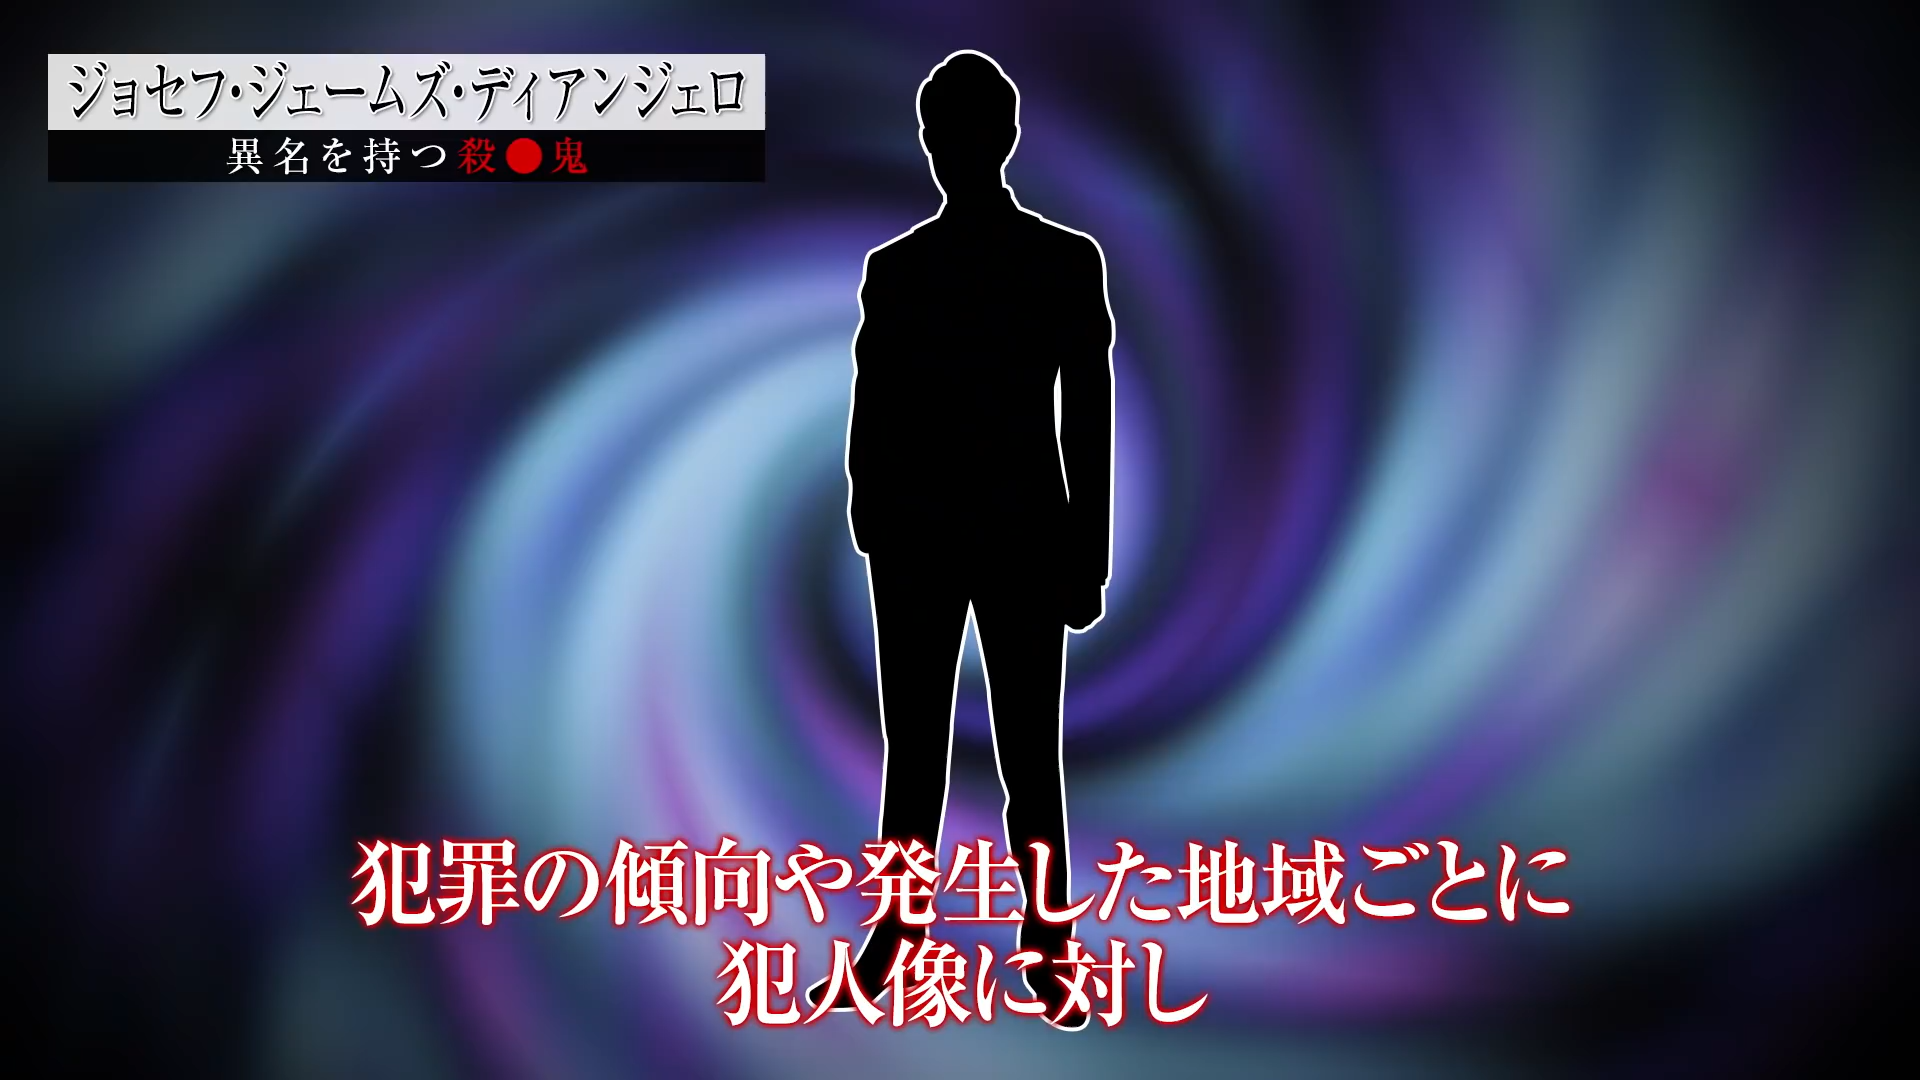 ジョセフ・ジェームズ・ディアンジェロ
異名を持つ殺●鬼
犯罪の傾向や発生した地域ごとに
犯人像に対し